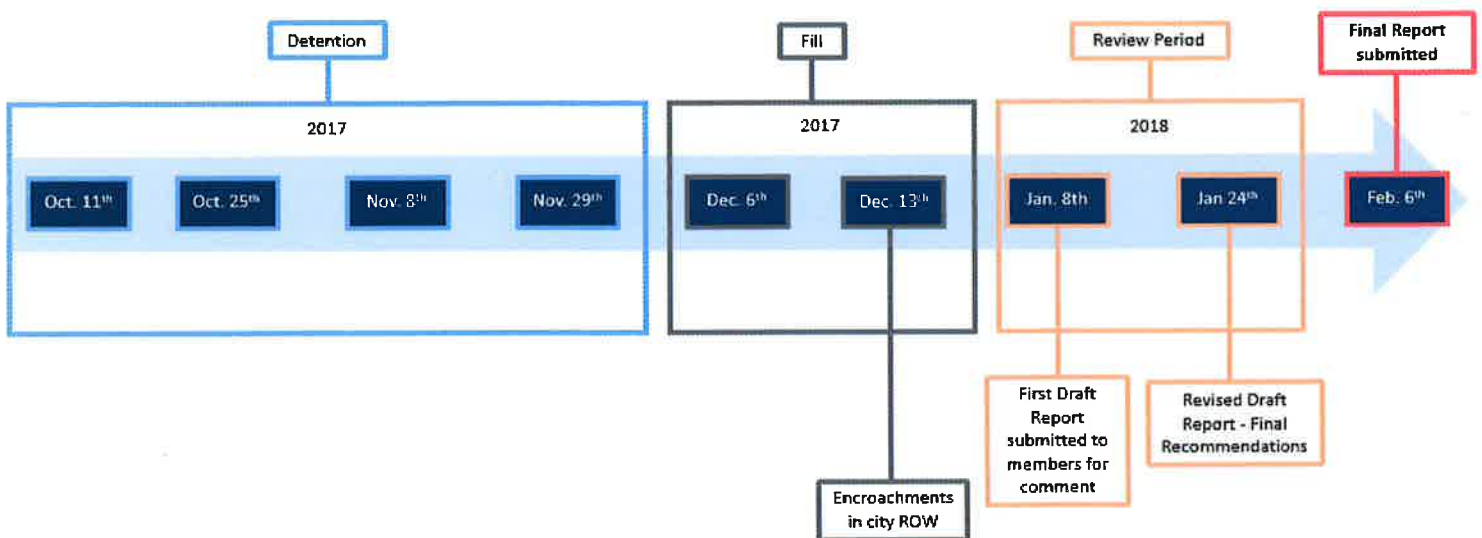 Detention
Fill
Review Period
Final Report
submitted
2017
2017
2018
Oct. 11th
Oct. 25th
Nov. 8th
Nov. 29th
Dec. 6th
Dec. 13th
Jan. 8th
Jan 24th
Feb. 6th
First Draft
Report
submitted to
members for
comment
Revised Draft
Report - Final
Recommendations
Encroachments
in city ROW